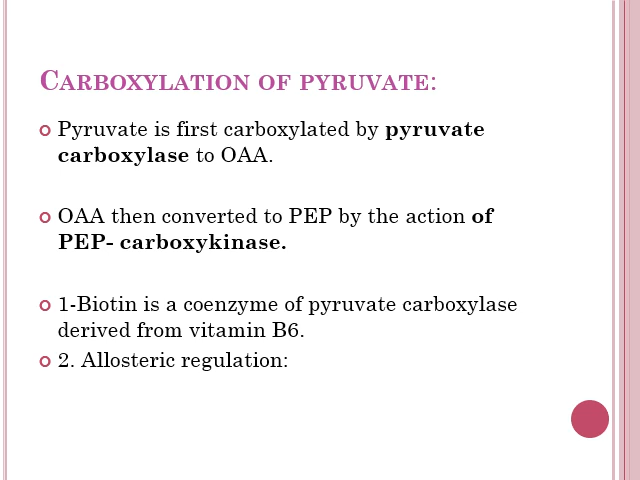 CARBOXYLATION OF PYRUVATE:
Pyruvate is first carboxylated by pyruvate
carboxylase to OAA.
OAA then converted to PEP by the action of
PEP- carboxykinase.
1-Biotin is a coenzyme of pyruvate carboxylase
derived from vitamin B6.
2. Allosteric regulation: